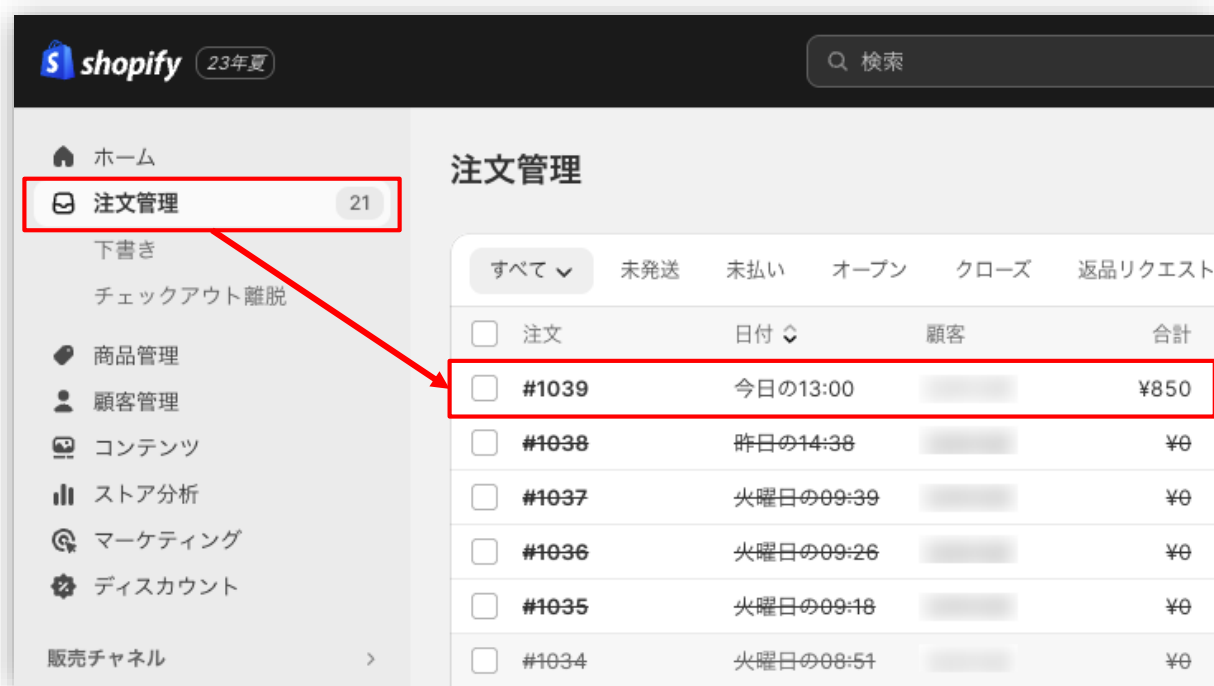 shopify 23年夏 検索
ホーム
注文管理 21
下書き
チェックアウト離脱
商品管理
顧客管理
コンテンツ
ストア分析
マーケティング
ディスカウント
販売チャネル
注文管理
すべて 未発送 未払い オープン クローズ 返品リクエスト
注文 日付 顧客 合計
#1039 今日の13:00 ¥850
#1038 昨日の14:38 ¥0
#1037 火曜日の09:39 ¥0
#1036 火曜日の09:26 ¥0
#1035 火曜日の09:18 ¥0
#1034 火曜日の08:51 ¥0